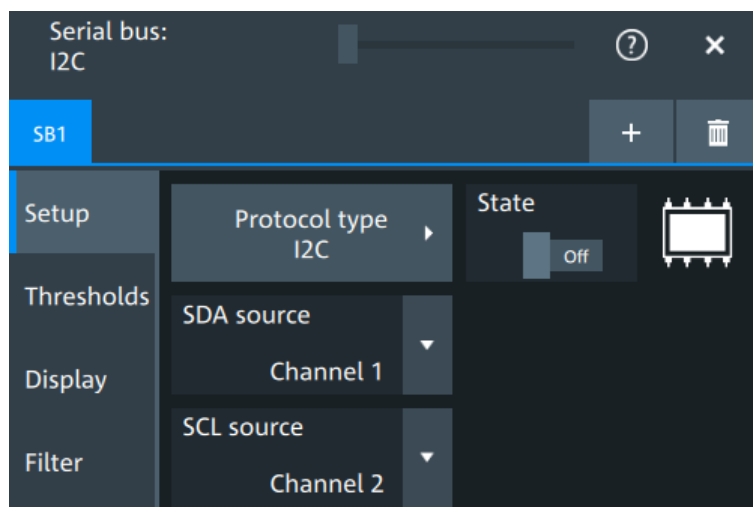 Serial bus:
I2C
?
SB1
+
Setup
Thresholds
Display
Filter
Protocol type
I2C
State
Off
SDA source
Channel 1
SCL source
Channel 2